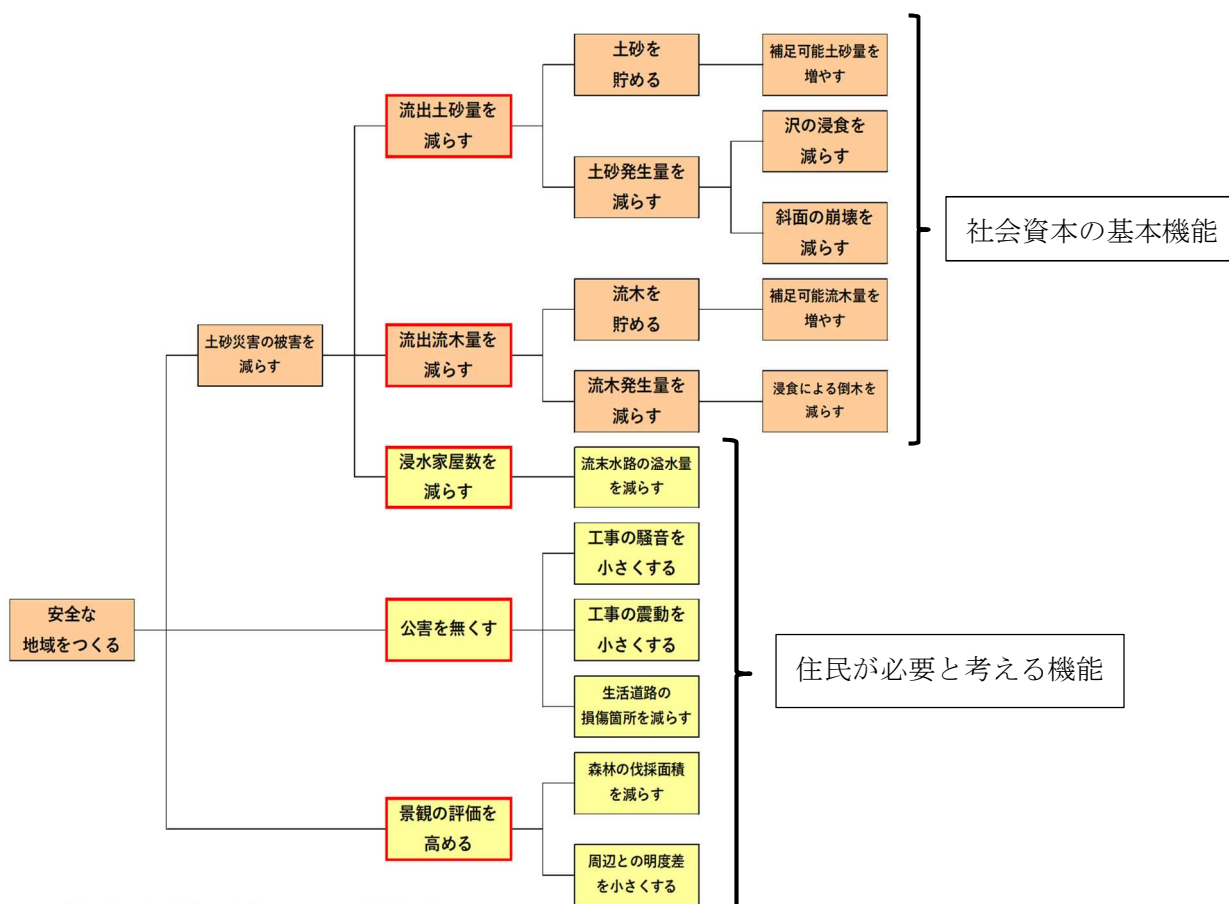 土砂を
貯める
補足可能土砂量を
増やす
流出土砂量を
減らす
沢の浸食を
減らす
土砂発生量を
減らす
斜面の崩壊を
減らす
社会資本の基本機能
流木を
貯める
補足可能流木量を
増やす
土砂災害の被害を
減らす
流出流木量を
減らす
流木発生量を
減らす
浸食による倒木を
減らす
浸水家屋数を
減らす
流末水路の溢水量
を減らす
工事の騒音を
小さくする
安全な
地域をつくる
公害を無くす
工事の震動を
小さくする
住民が必要と考える機能
生活道路の
損傷箇所を減らす
森林の伐採面積
を減らす
景観の評価を
高める
周辺との明度差
を小さくする